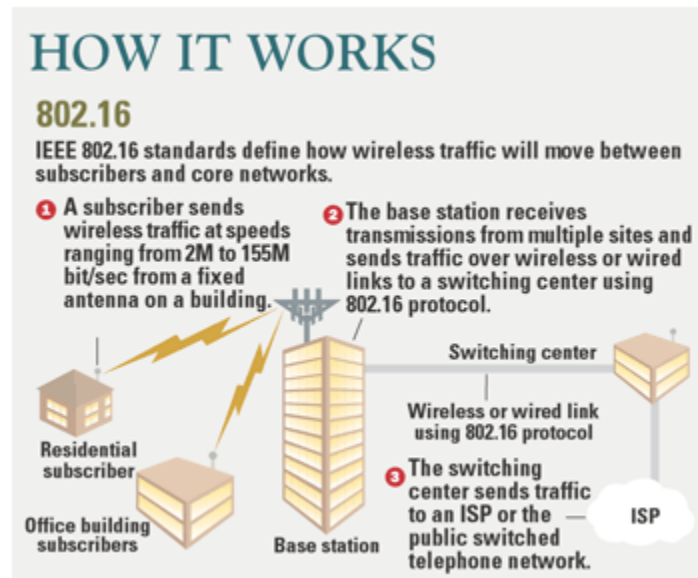 HOW IT WORKS
802.16
IEEE 802.16 standards define how wireless traffic will move between
subscribers and core networks.
1 A subscriber sends
wireless traffic at speeds
ranging from 2M to 155M
bit/sec from a fixed
antenna on a building.
2 The base station receives
transmissions from multiple sites and
sends traffic over wireless or wired
links to a switching center using
802.16 protocol.
Switching center
Wireless or wired link
using 802.16 protocol
Residential
subscriber
3 The switching
center sends traffic
to an ISP or the
public switched
telephone network.
ISP
Office building
subscribers
Base station